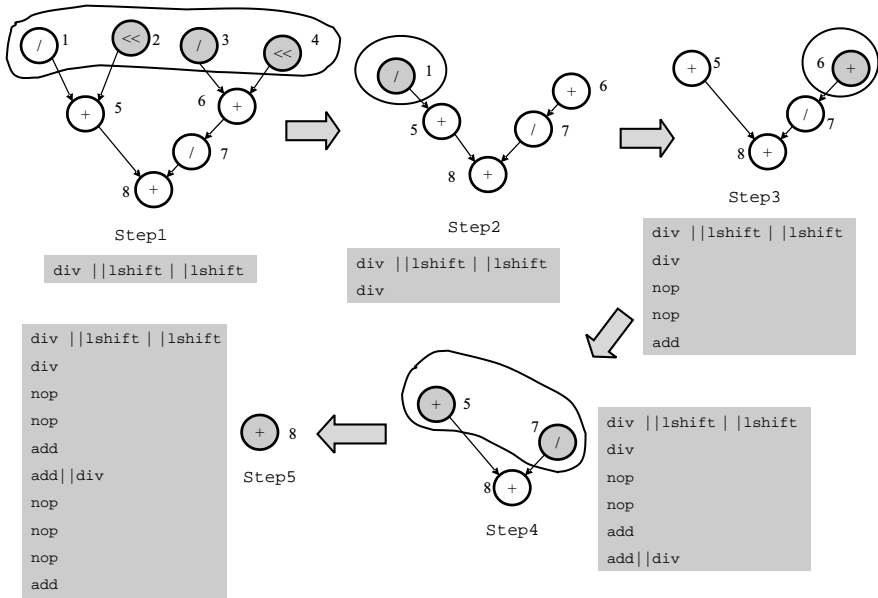 / 1 << 2 / 3 << 4
+ 5 6 +
/ 7
8 +
Step1
div ||lshift ||lshift
/ 1
+ 6
5 +
/ 7
8 +
Step2
div ||lshift ||lshift
div
+ 5 6 +
/ 7
8 +
Step3
div ||lshift ||lshift
div
nop
nop
add
+ 5
7 /
8 +
Step4
div ||lshift ||lshift
div
nop
nop
add
add||div
+ 8
Step5
div ||lshift ||lshift
div
nop
nop
add
add||div
nop
nop
nop
add